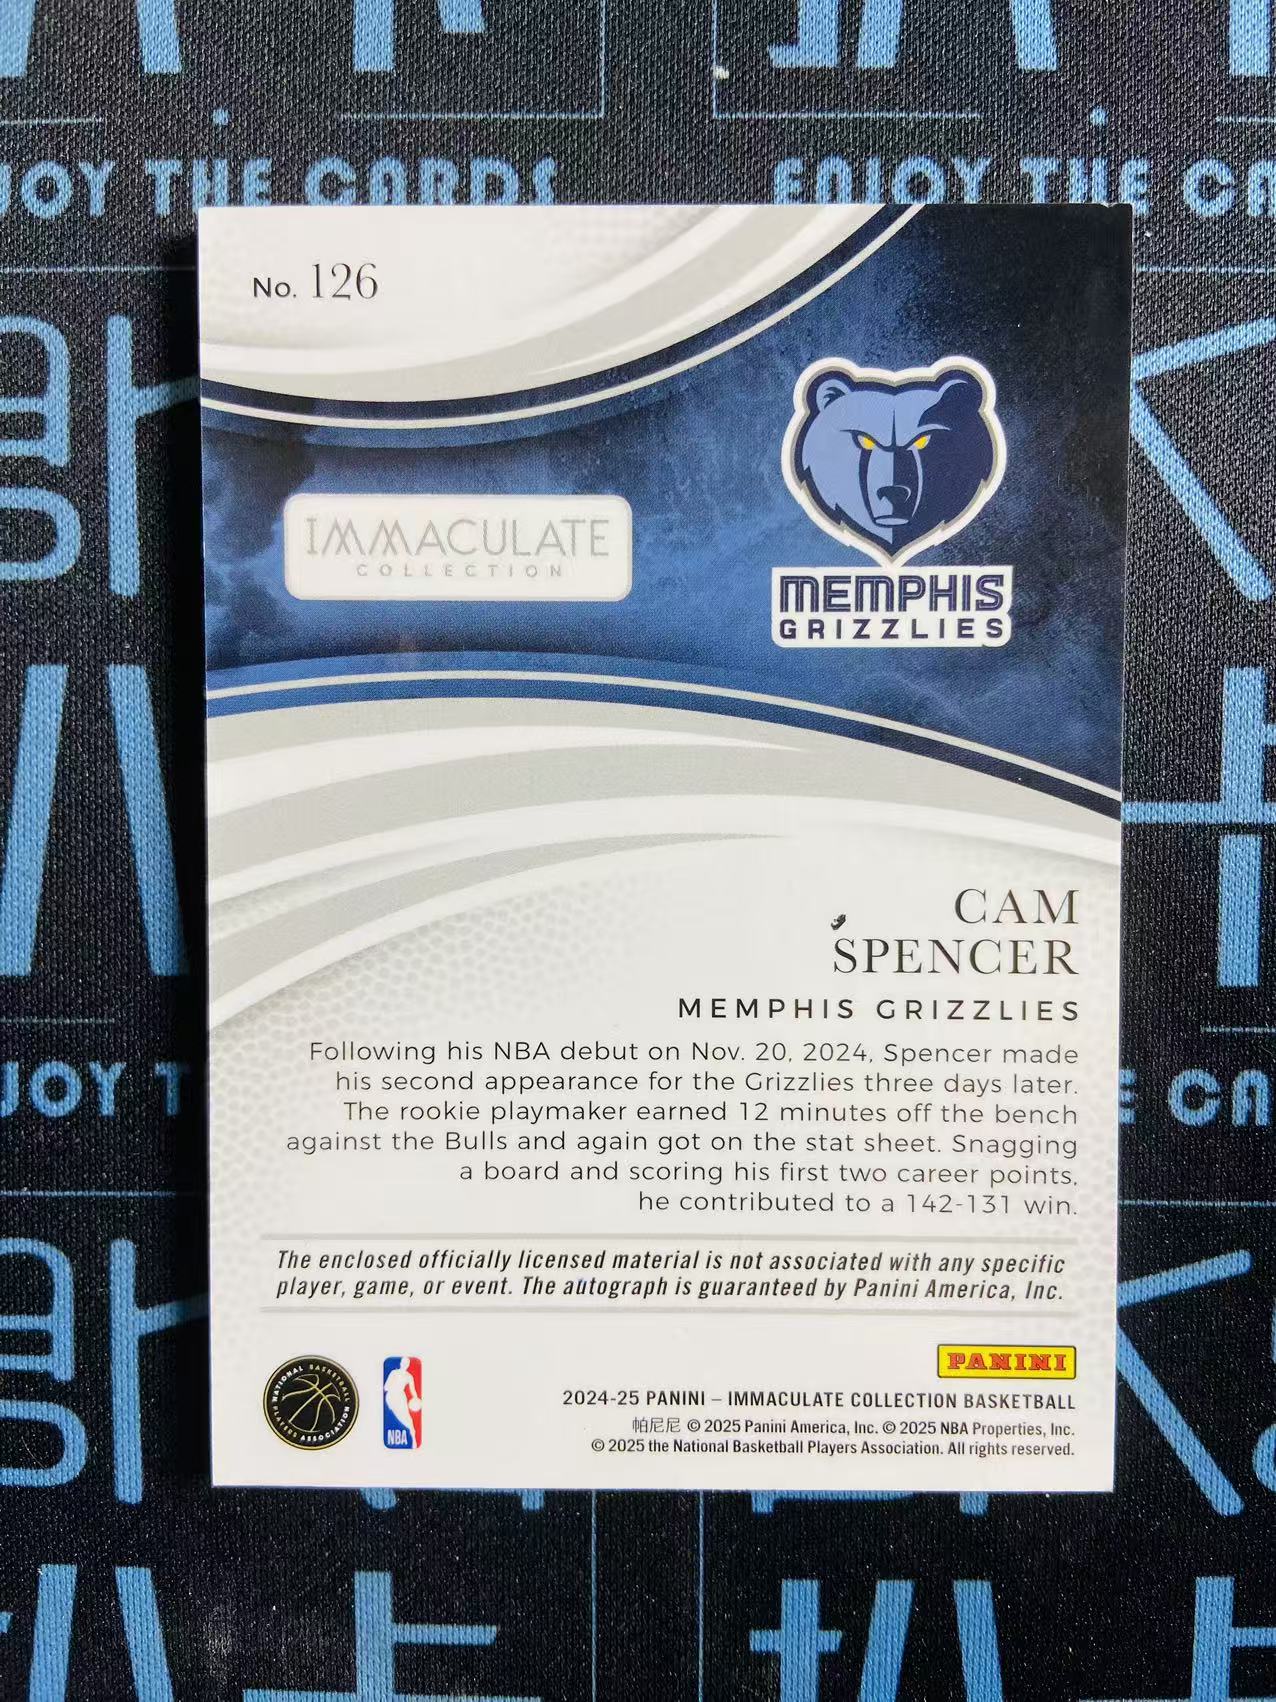 JOY THE CARDS
ENJOY THE CA
No. 126
IMMACULATE
COLLECTION
MEMPHIS
GRIZZLIES
CAM
SPENCER
MEMPHIS GRIZZLIES
Following his NBA debut on Nov. 20, 2024, Spencer made
his second appearance for the Grizzlies three days later.
The rookie playmaker earned 12 minutes off the bench
against the Bulls and again got on the stat sheet. Snagging
a board and scoring his first two career points,
he contributed to a 142-131 win.
JOY T
E CA
The enclosed officially licensed material is not associated with any specific
player, game, or event. The autograph is guaranteed by Panini America, Inc.
NATIONAL BASKETBALL
PLAYERS ASSOCIATION
NBA
PANINI
2024-25 PANINI – IMMACULATE COLLECTION BASKETBALL
帕尼尼 © 2025 Panini America, Inc. © 2025 NBA Properties, Inc.
© 2025 the National Basketball Players Association. All rights reserved.